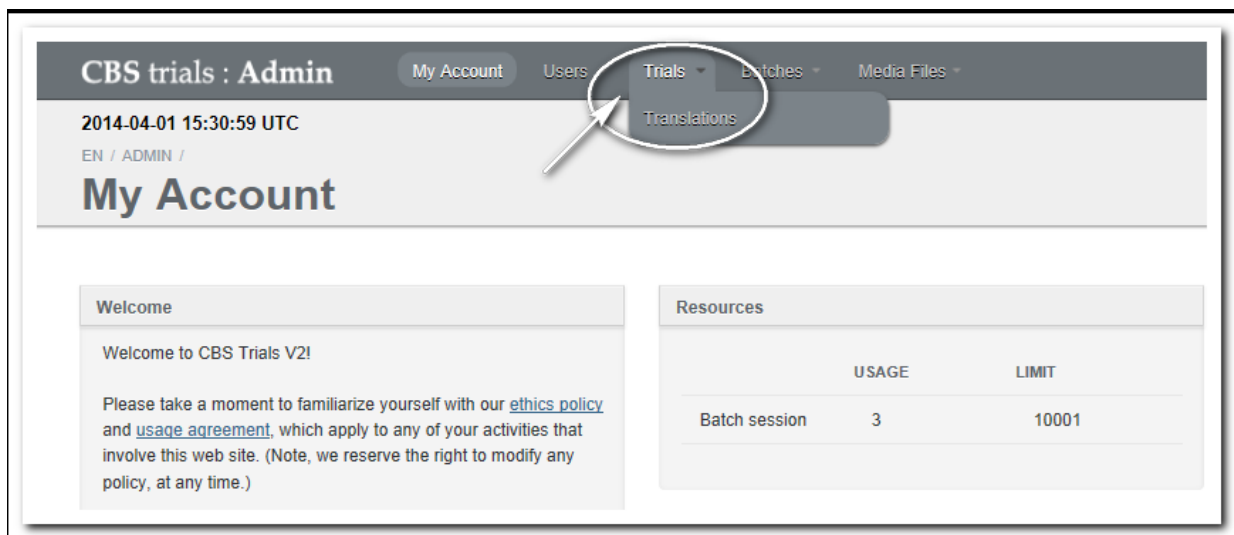 CBS trials : Admin My Account Users Trials Batches Media Files
Translations
2014-04-01 15:30:59 UTC
EN / ADMIN /
My Account
Welcome
Welcome to CBS Trials V2!
Please take a moment to familiarize yourself with our ethics policy
and usage agreement, which apply to any of your activities that
involve this web site. (Note, we reserve the right to modify any
policy, at any time.)
Resources
USAGE LIMIT
Batch session 3 10001